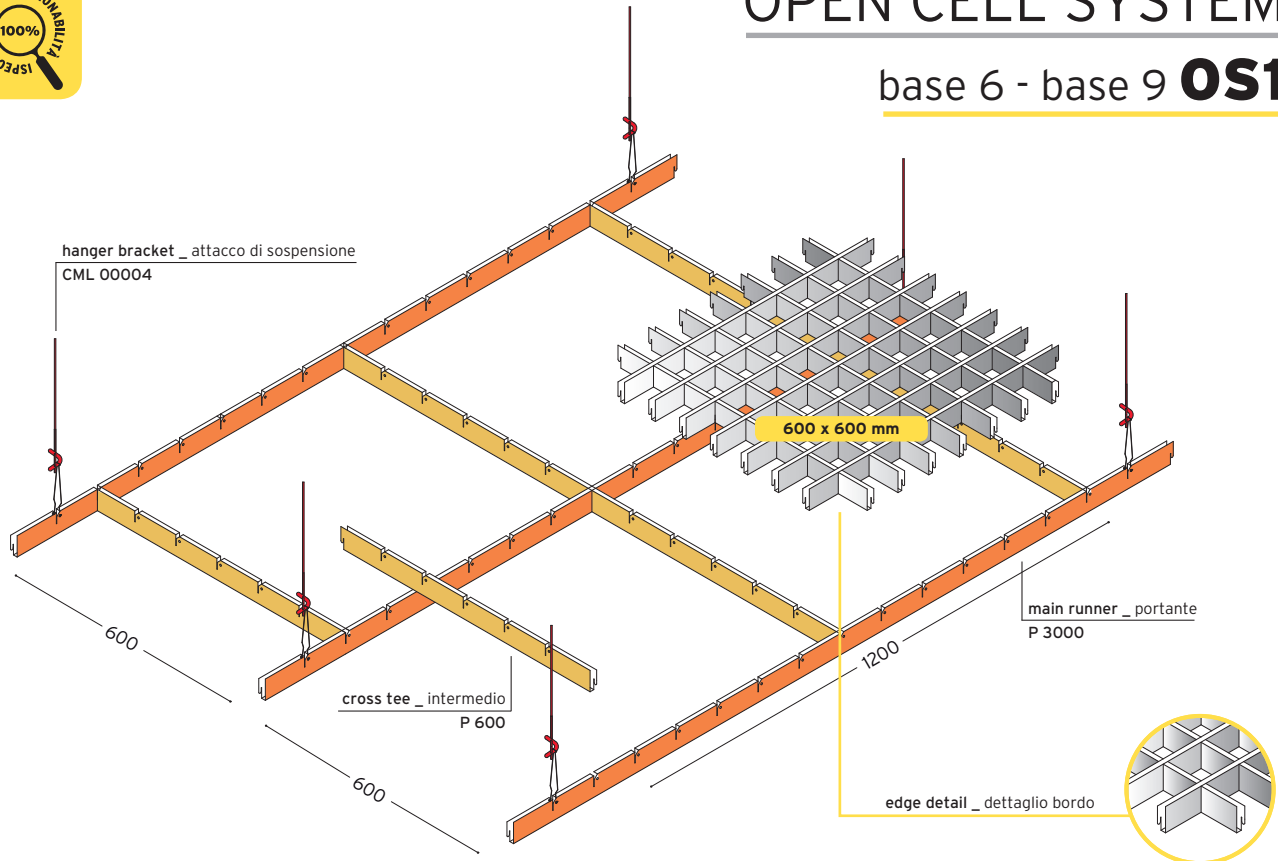 100%
OPEN CELL SYSTEM
base 6 - base 9 OS1
hanger bracket _ attacco di sospensione
CML 00004
600 x 600 mm
main runner _ portante
P 3000
600
1200
cross tee _ intermedio
P 600
600
edge detail _ dettaglio bordo